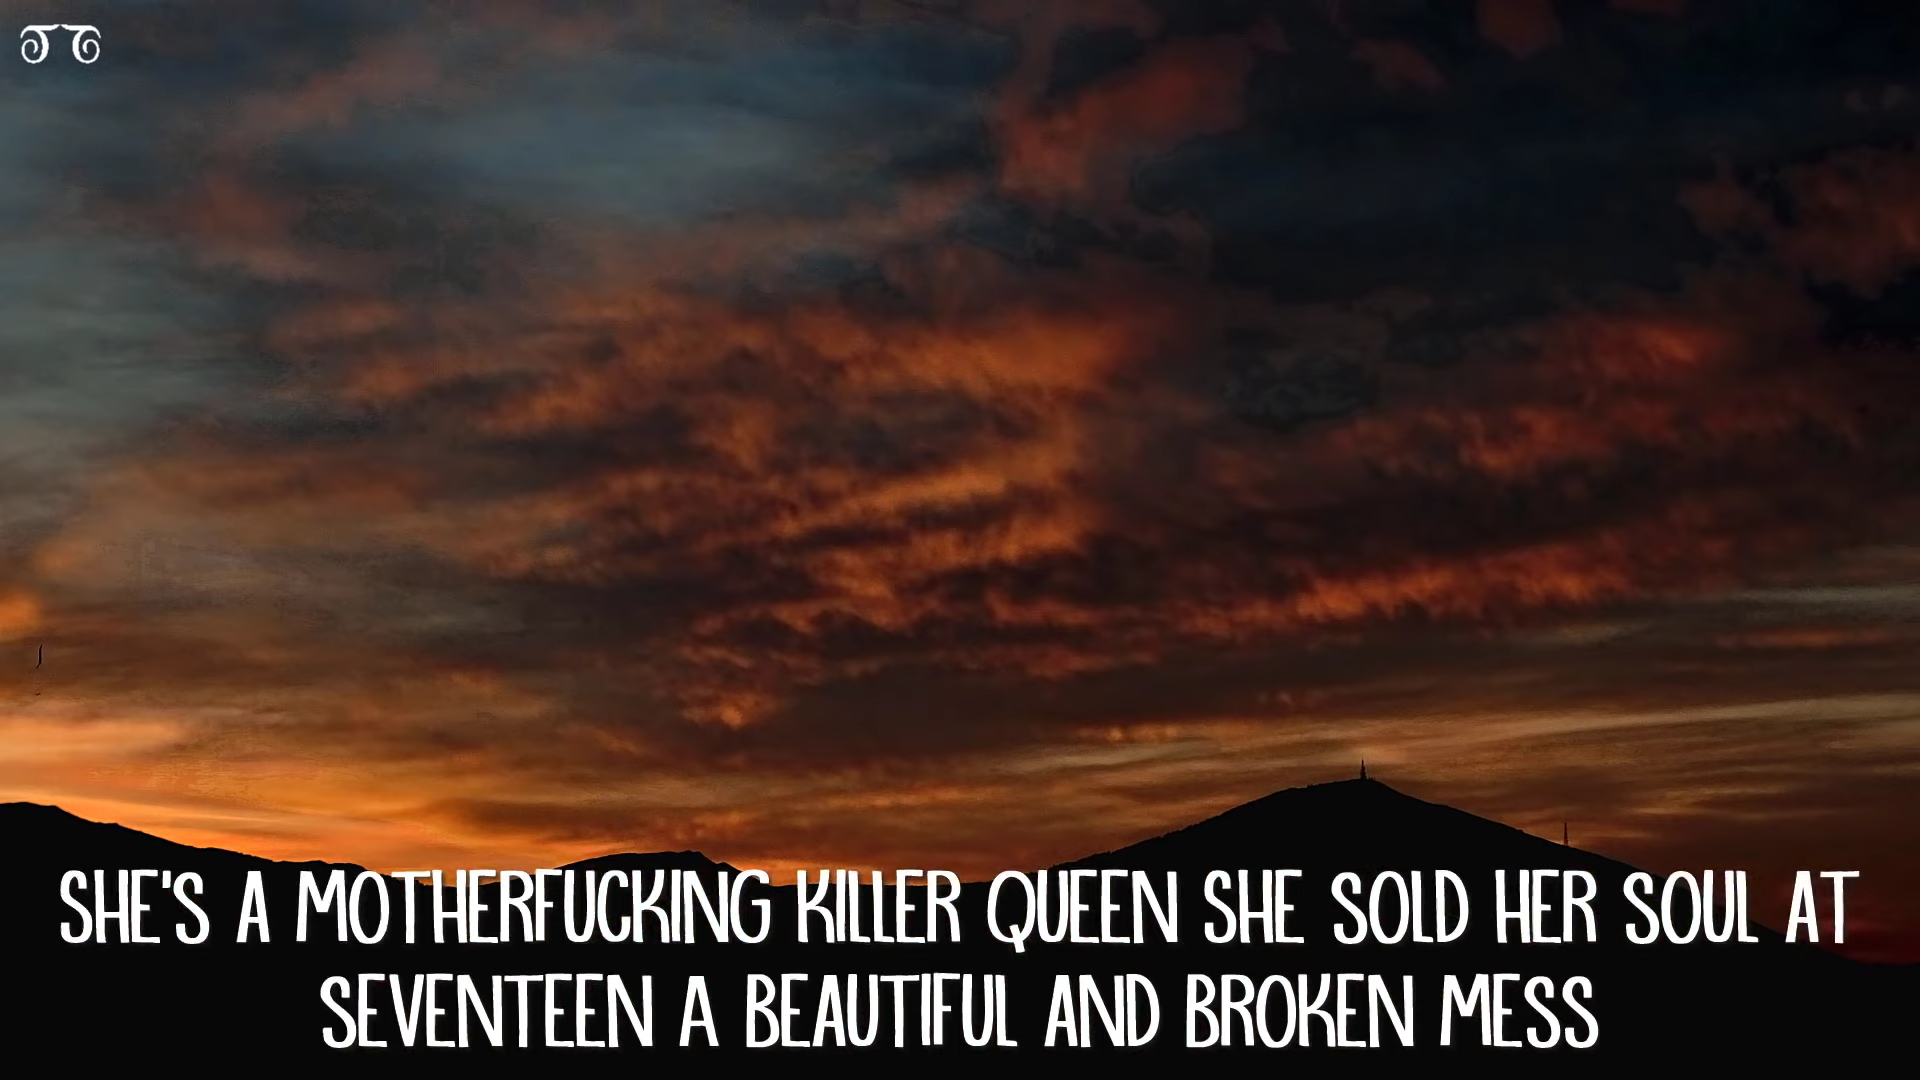 SHE'S A MOTHERFUCKING KILLER QUEEN SHE SOLD HER SOUL AT
SEVENTEEN A BEAUTIFUL AND BROKEN MESS